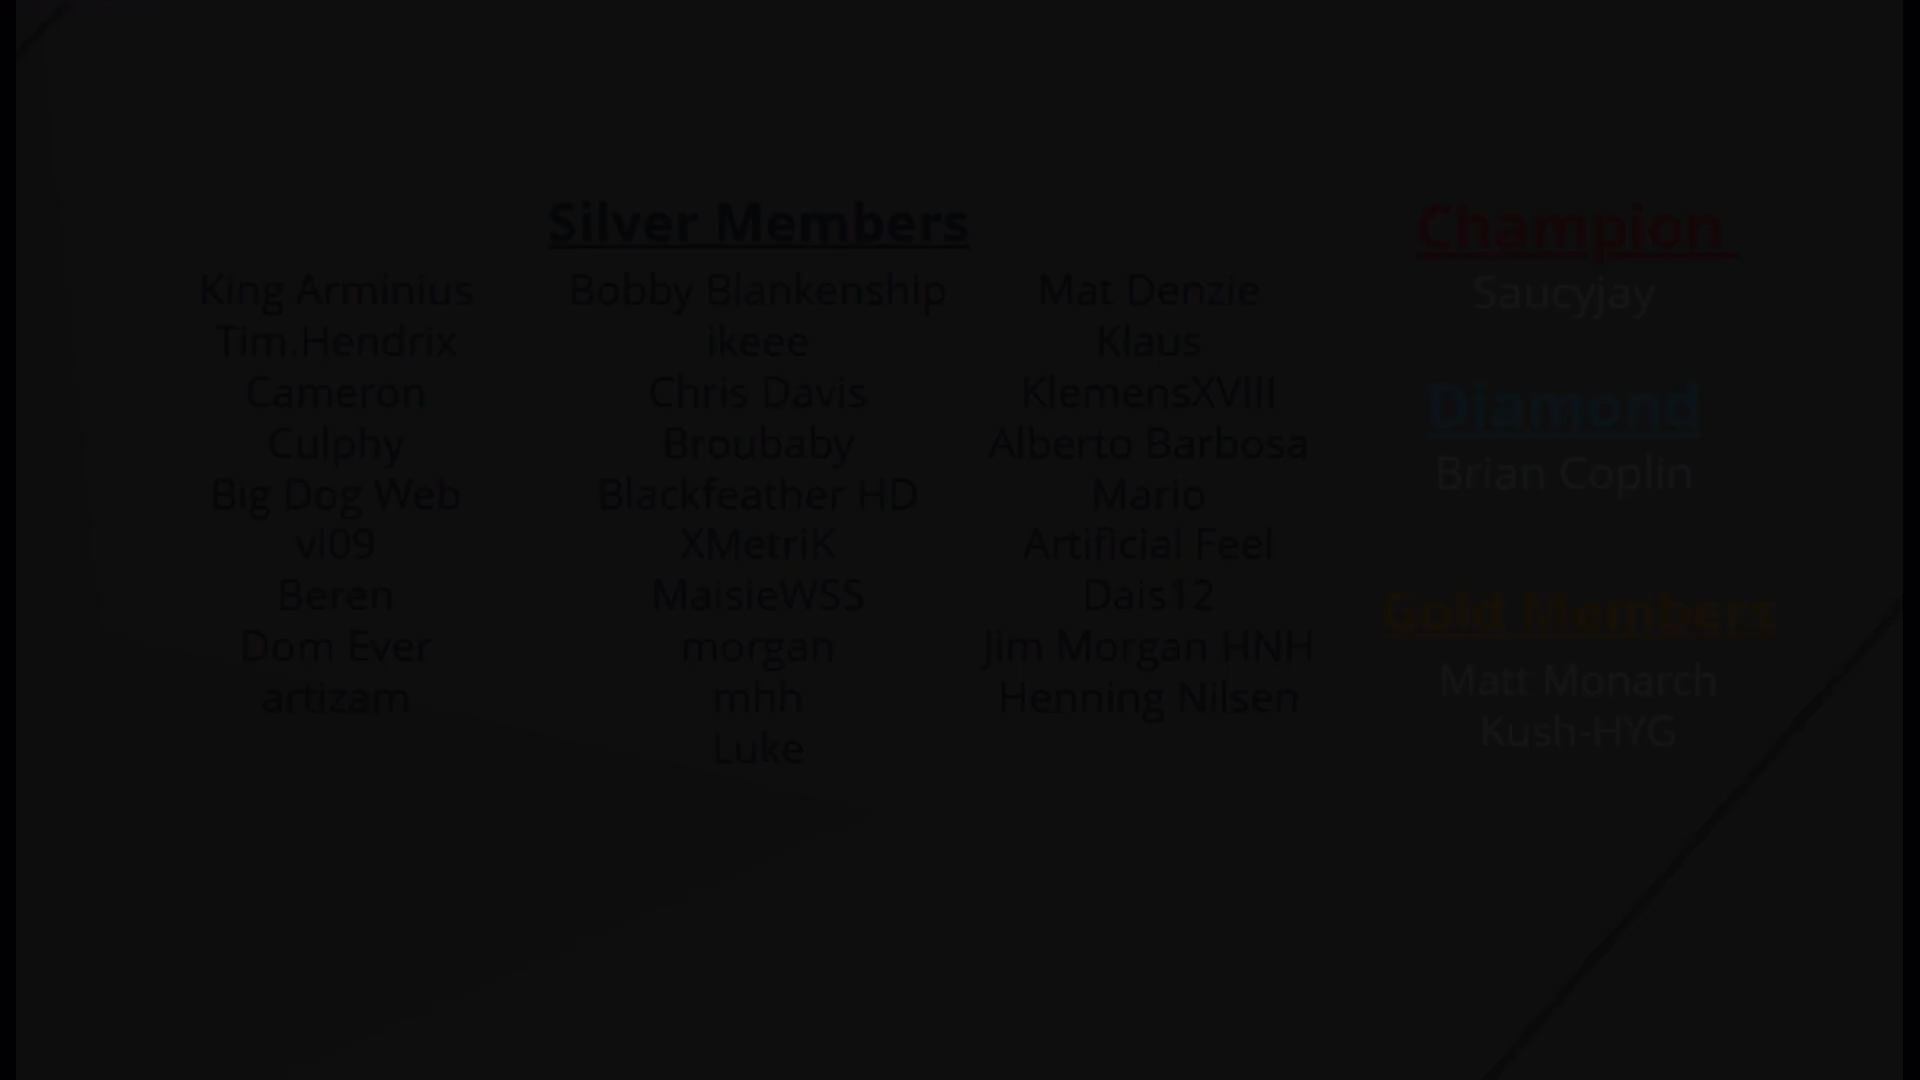 Silver Members
King Arminius
Tim.Hendrix
Cameron
Culphy
Big Dog Web
vl09
Beren
Dom Ever
artizam
Bobby Blankenship
ikeee
Chris Davis
Broubaby
Blackfeather HD
XMetriK
MaisieWSS
morgan
mhh
Luke
Mat Denzie
Klaus
KlemensXVIII
Alberto Barbosa
Mario
Artificial Feel
Dais12
JIm Morgan HNH
Henning Nilsen
Champion
Saucyjay
Diamond
Brian Coplin
Gold Members
Matt Monarch
Kush-HYG